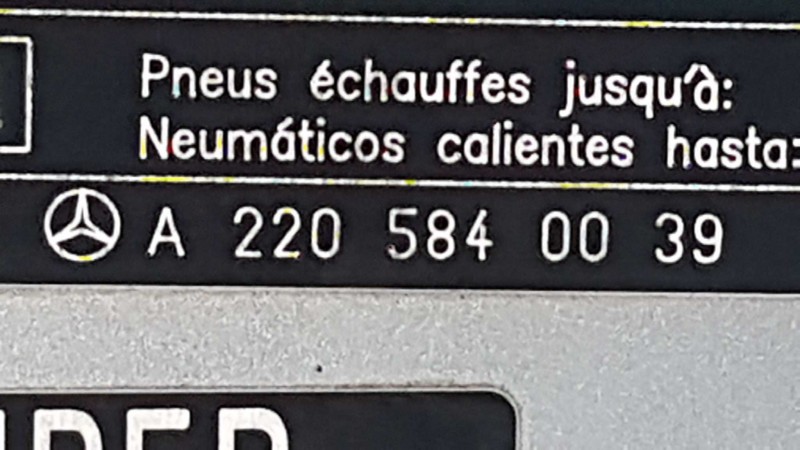 Pneus échauffes jusqu'à:
Neumáticos calientes hasta:
A 220 584 00 39